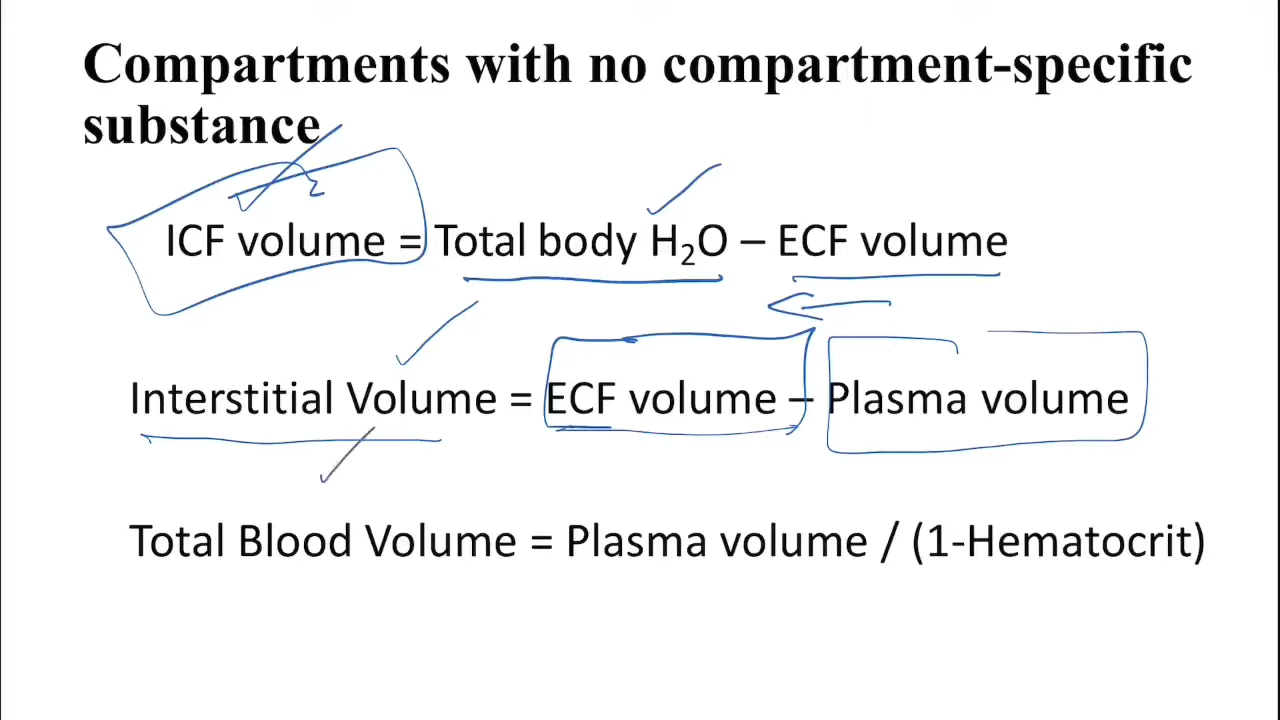 Compartments with no compartment-specific
substance
ICF volume = Total body H₂O – ECF volume
Interstitial Volume = ECF volume – Plasma volume
Total Blood Volume = Plasma volume / (1-Hematocrit)